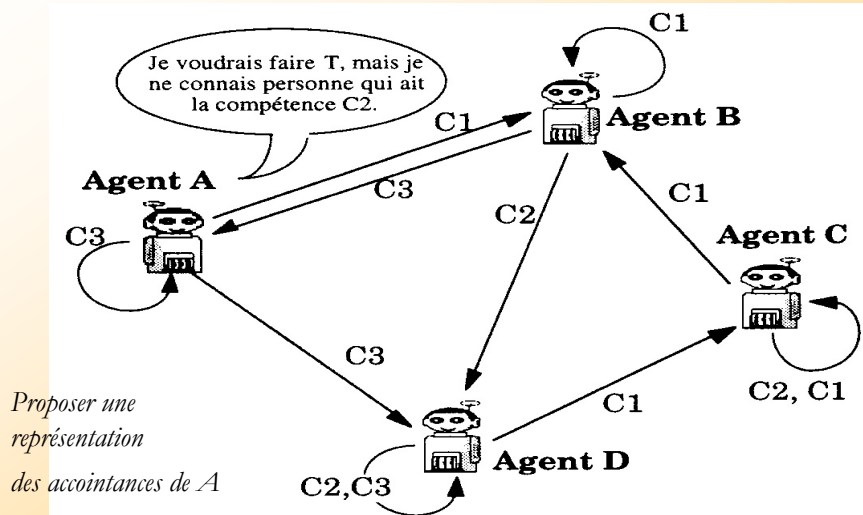 C1
Je voudrais faire T, mais je
ne connais personne qui ait
la compétence C2.
Agent B
C1
C3
Agent A
C3
C2
C1
Agent C
C3
C2, C1
C1
Proposer une
représentation
des accointances de A
Agent D
C2,C3